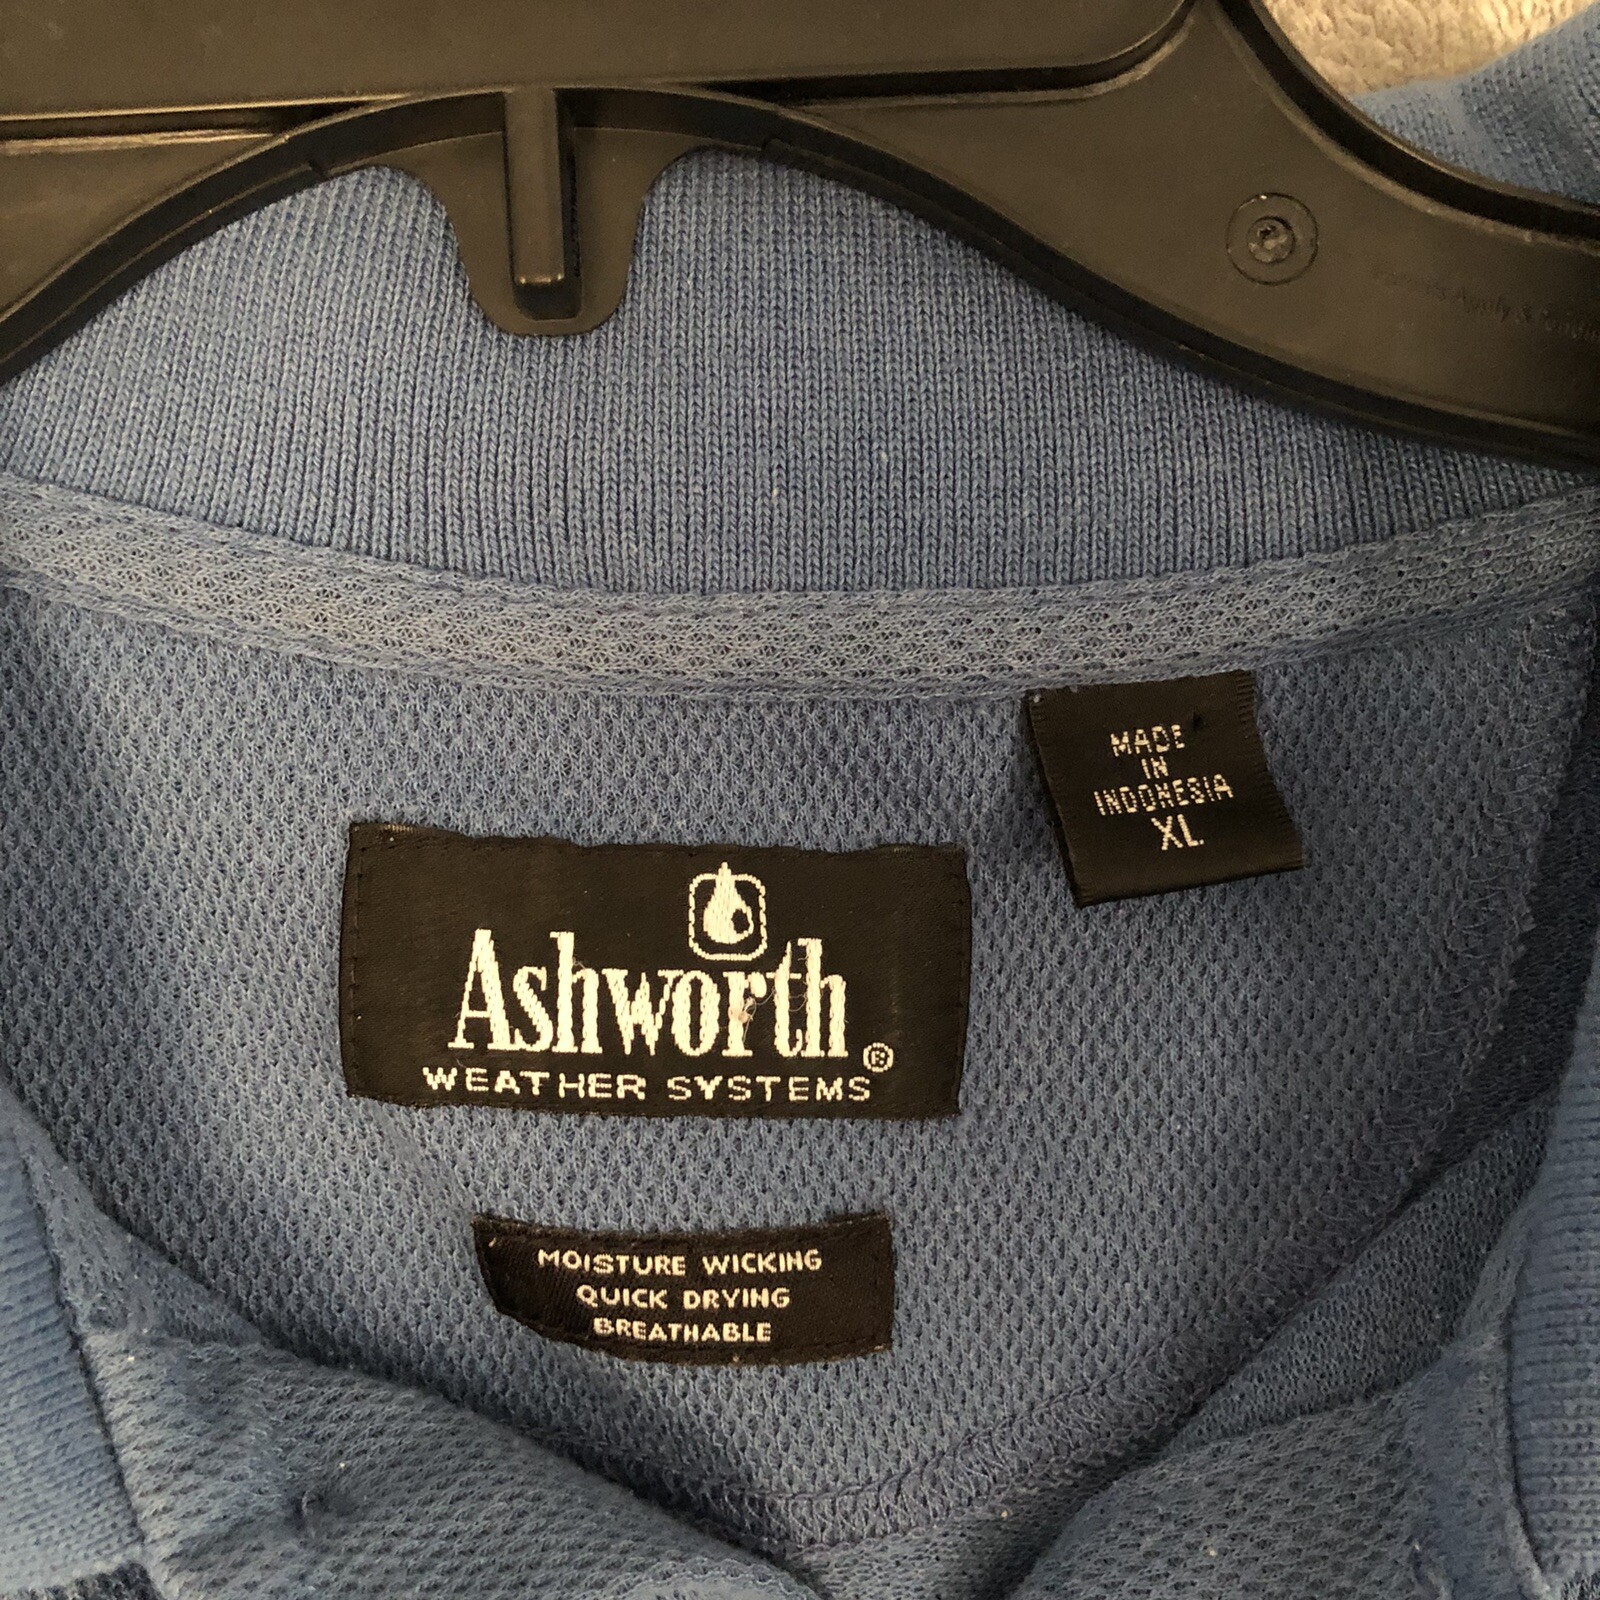 MADE
IN
INDONESIA
XL
Ashworth
WEATHER SYSTEMS®
MOISTURE WICKING
QUICK DRYING
BREATHABLE